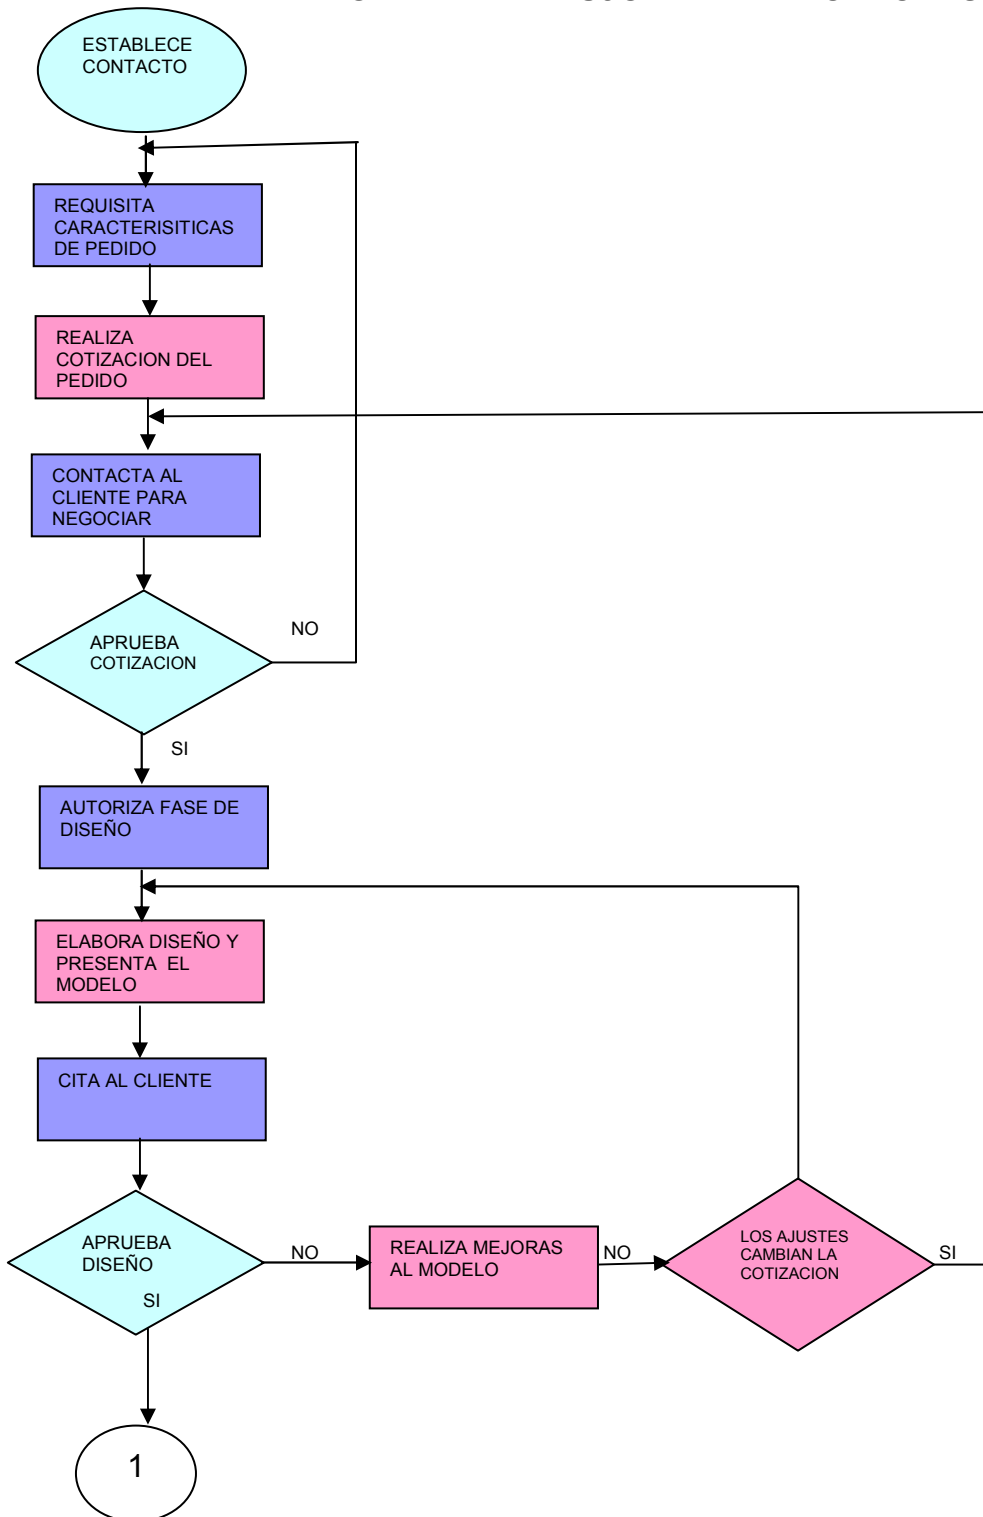 ESTABLECE
CONTACTO
REQUISITA
CARACTERISITICAS
DE PEDIDO
REALIZA
COTIZACION DEL
PEDIDO
CONTACTA AL
CLIENTE PARA
NEGOCIAR
APRUEBA
COTIZACION
NO
SI
AUTORIZA FASE DE
DISEÑO
ELABORA DISEÑO Y
PRESENTA EL
MODELO
CITA AL CLIENTE
APRUEBA
DISEÑO
SI
NO
REALIZA MEJORAS
AL MODELO
NO
LOS AJUSTES
CAMBIAN LA
COTIZACION
SI
1